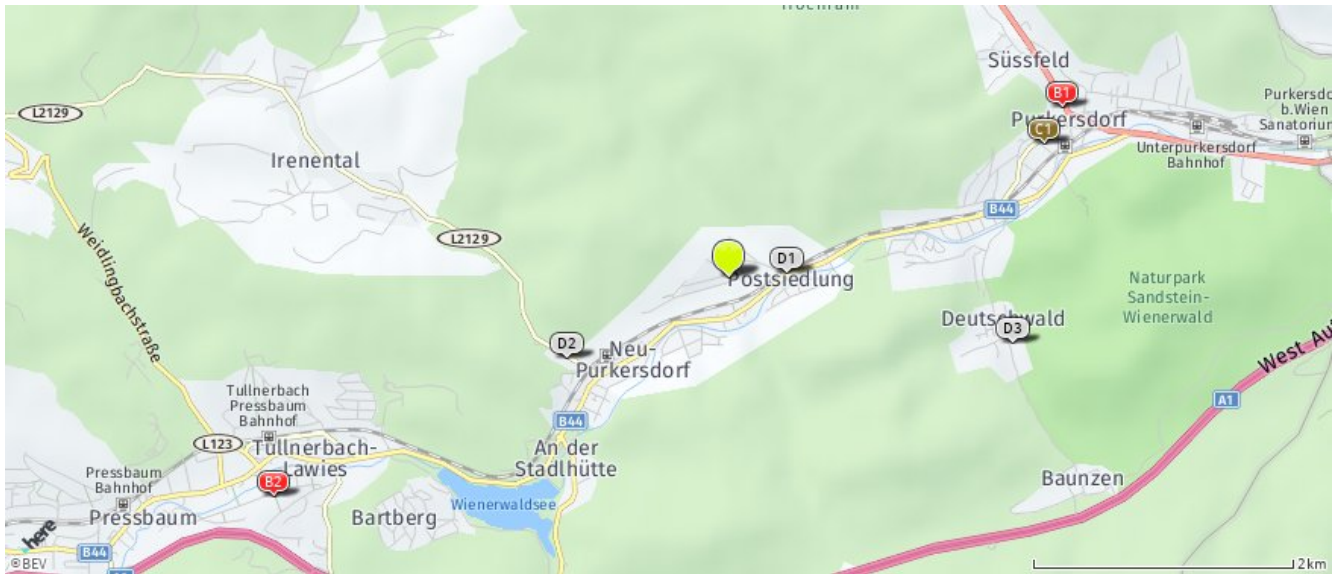 Süssfeld
B1
Purkersdorf
C1
Purkersdo
b.Wien
Sanatoriun
Unterpurkersdorf
Bahnhof
L2129
Irenental
L2129
Weidlingbachstraße
B44
D1
Postsiedlung
Naturpark
Sandstein-
Wienerwald
Deutschwald
D3
D2
Neu-
Purkersdorf
West Au
A1
Tullnerbach
Pressbaum
Bahnhof
B44
L123
Tullnerbach-
Lawies
An der
Stadlhütte
Pressbaum
Bahnhof
B2
Baunzen
Wienerwaldsee
Pressbaum
Bartberg
here
B44
©BEV
2km